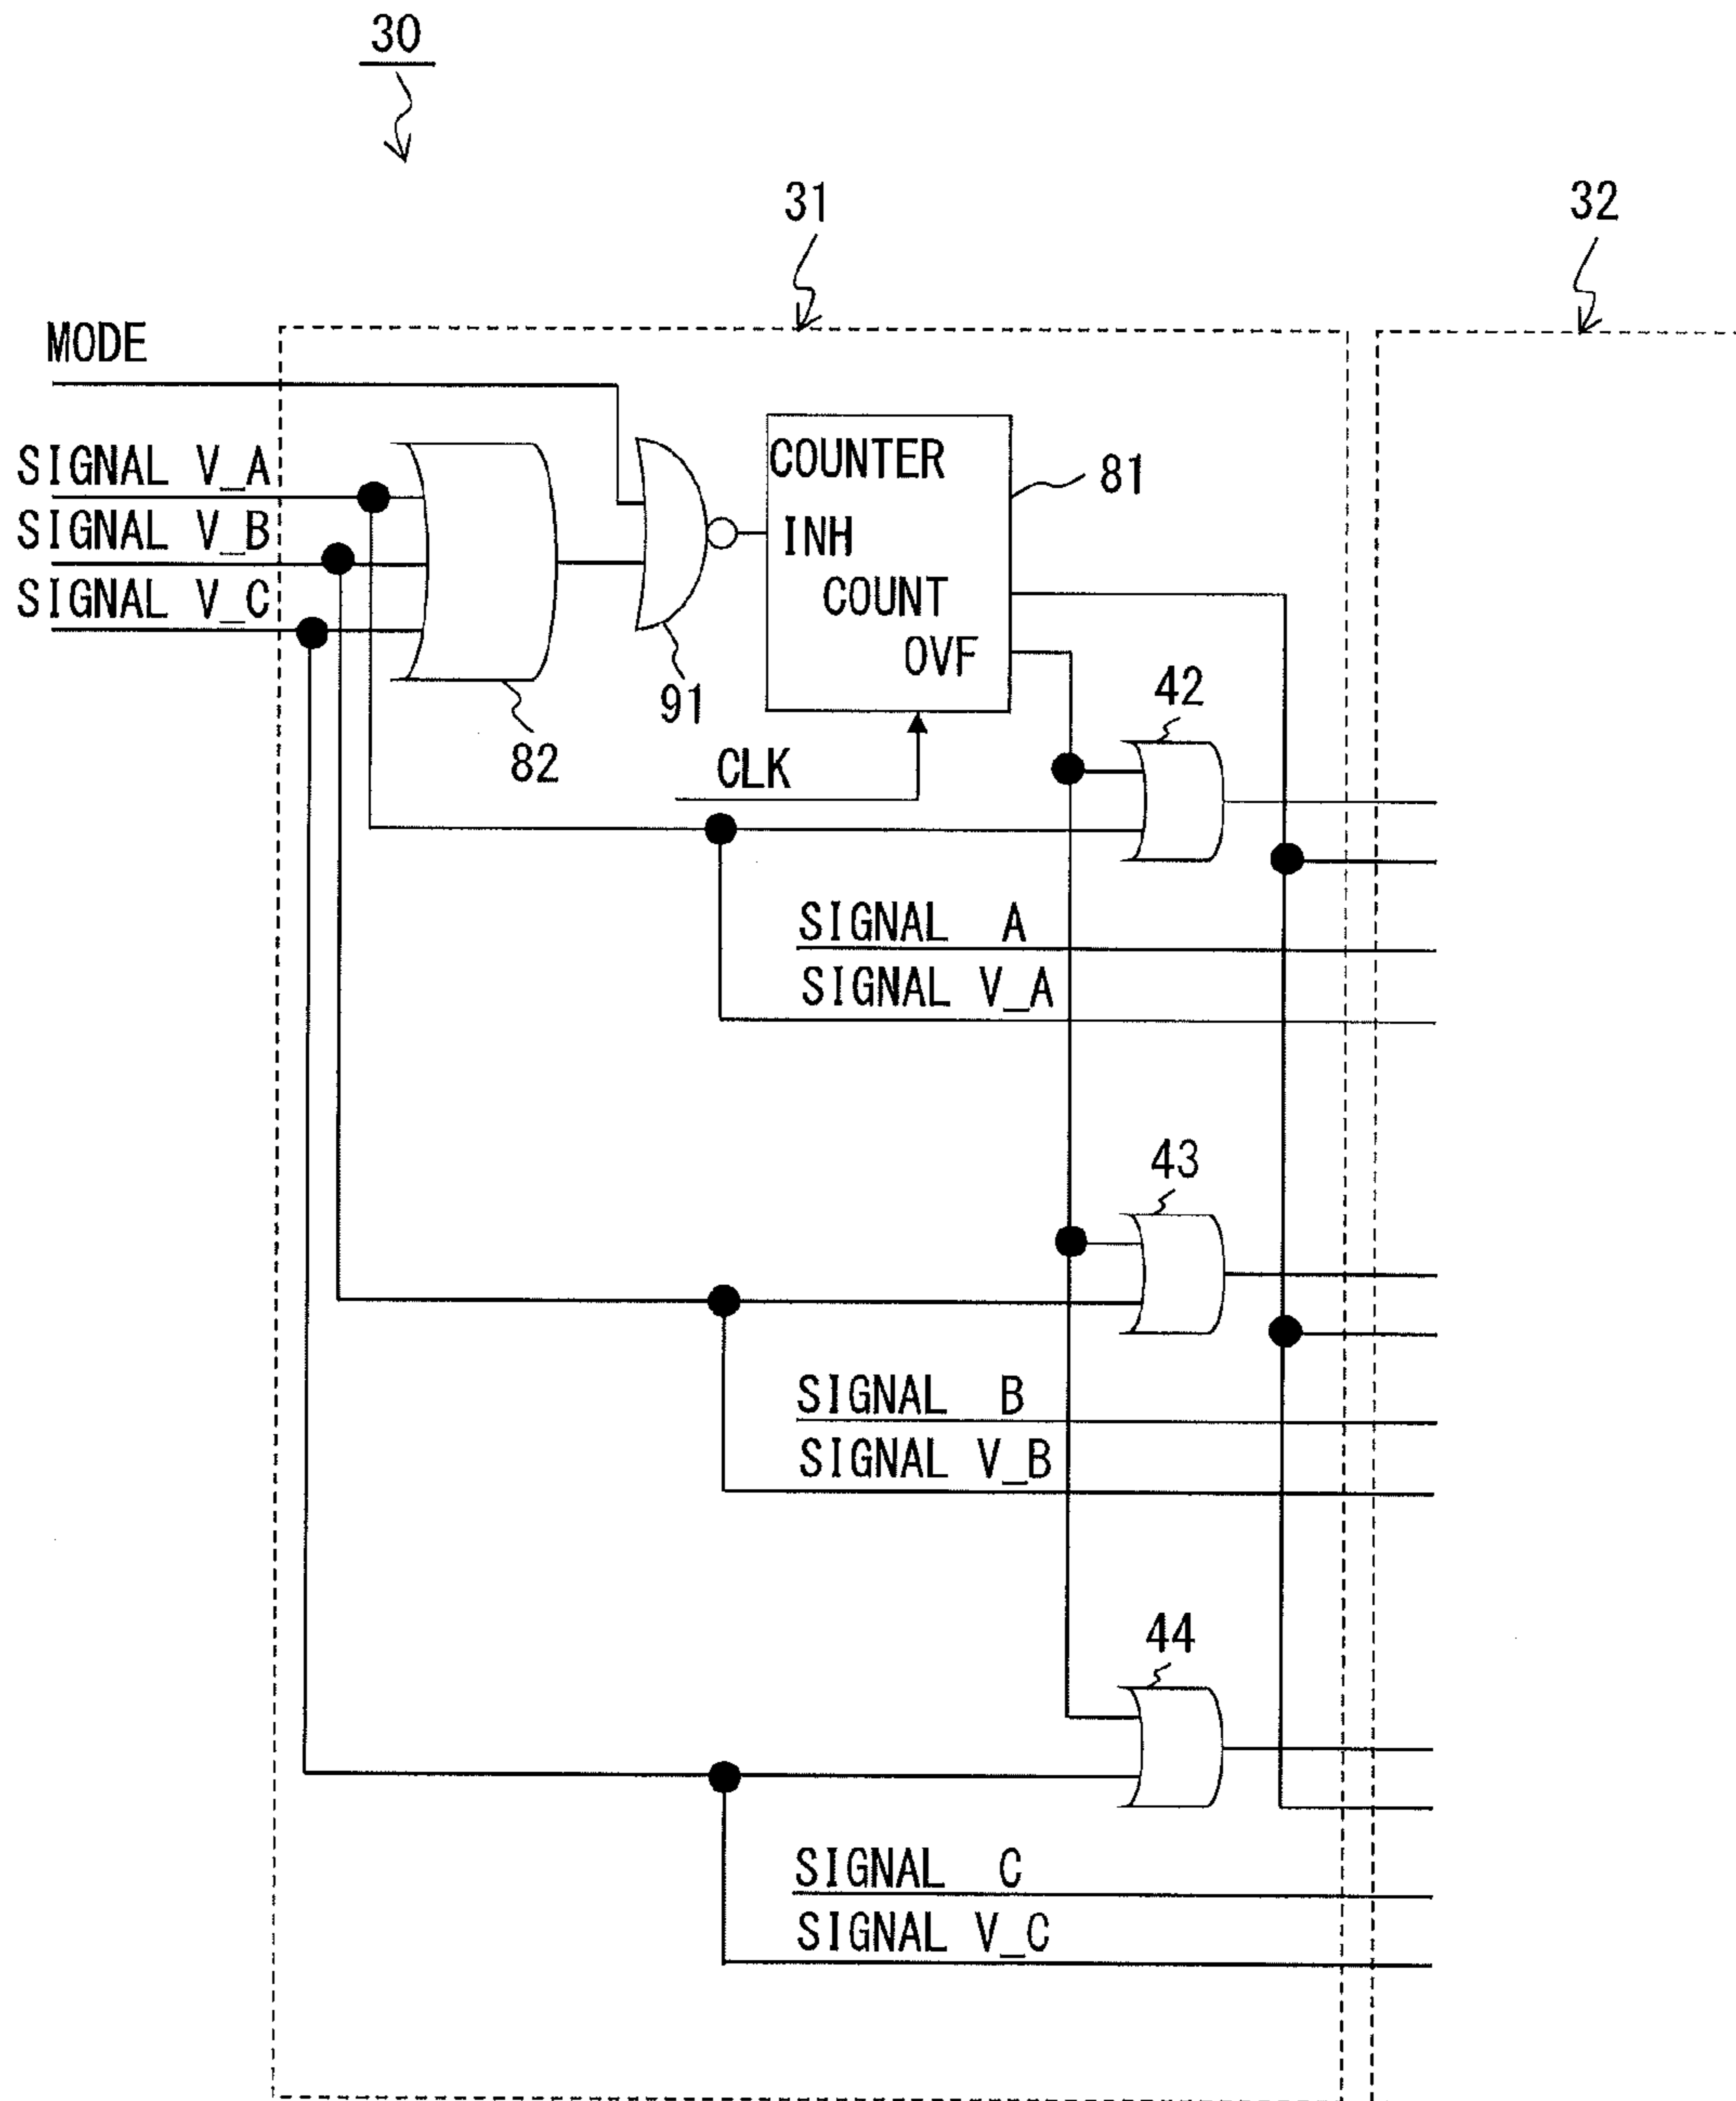 30
31
32
MODE
SIGNAL V_A
SIGNAL V_B
SIGNAL V_C
COUNTER
INH
COUNT
OVF
81
82
91
CLK
42
SIGNAL A
SIGNAL V_A
43
SIGNAL B
SIGNAL V_B
44
SIGNAL C
SIGNAL V_C